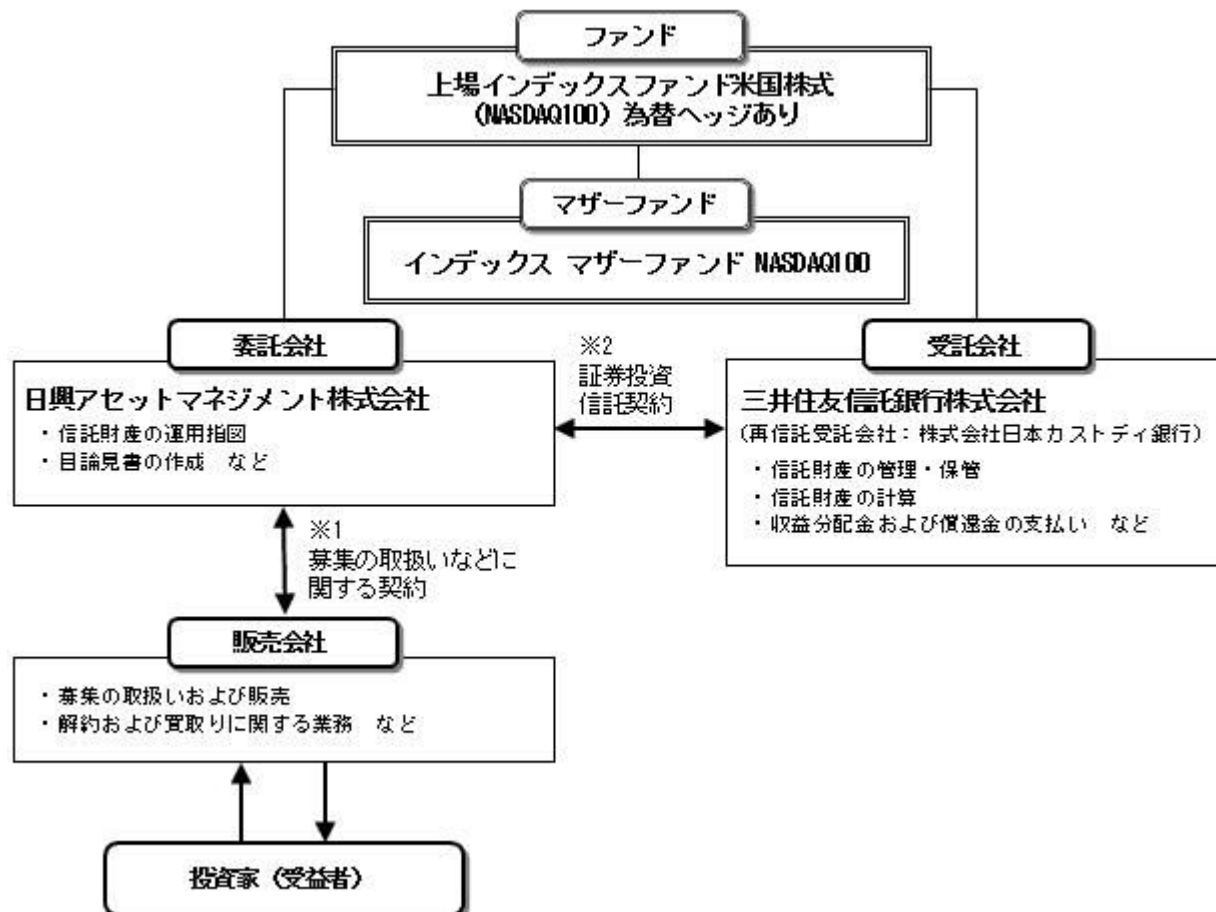 ファンド
上場インデックスファンド米国株式
(NASDAQ100) 為替ヘッジあり
マザーファンド
インデックス マザーファンド NASDAQ100
委託会社
日興アセットマネジメント株式会社
・信託財産の運用指図
・目論見書の作成 など
※2
証券投資
信託契約
受託会社
三井住友信託銀行株式会社
(再信託受託会社：株式会社日本カストディ銀行)
・信託財産の管理・保管
・信託財産の計算
・収益分配金および償還金の支払い など
※1
募集の取扱いなどに
関する契約
販売会社
・募集の取扱いおよび販売
・解約および買取りに関する業務 など
投資家（受益者）